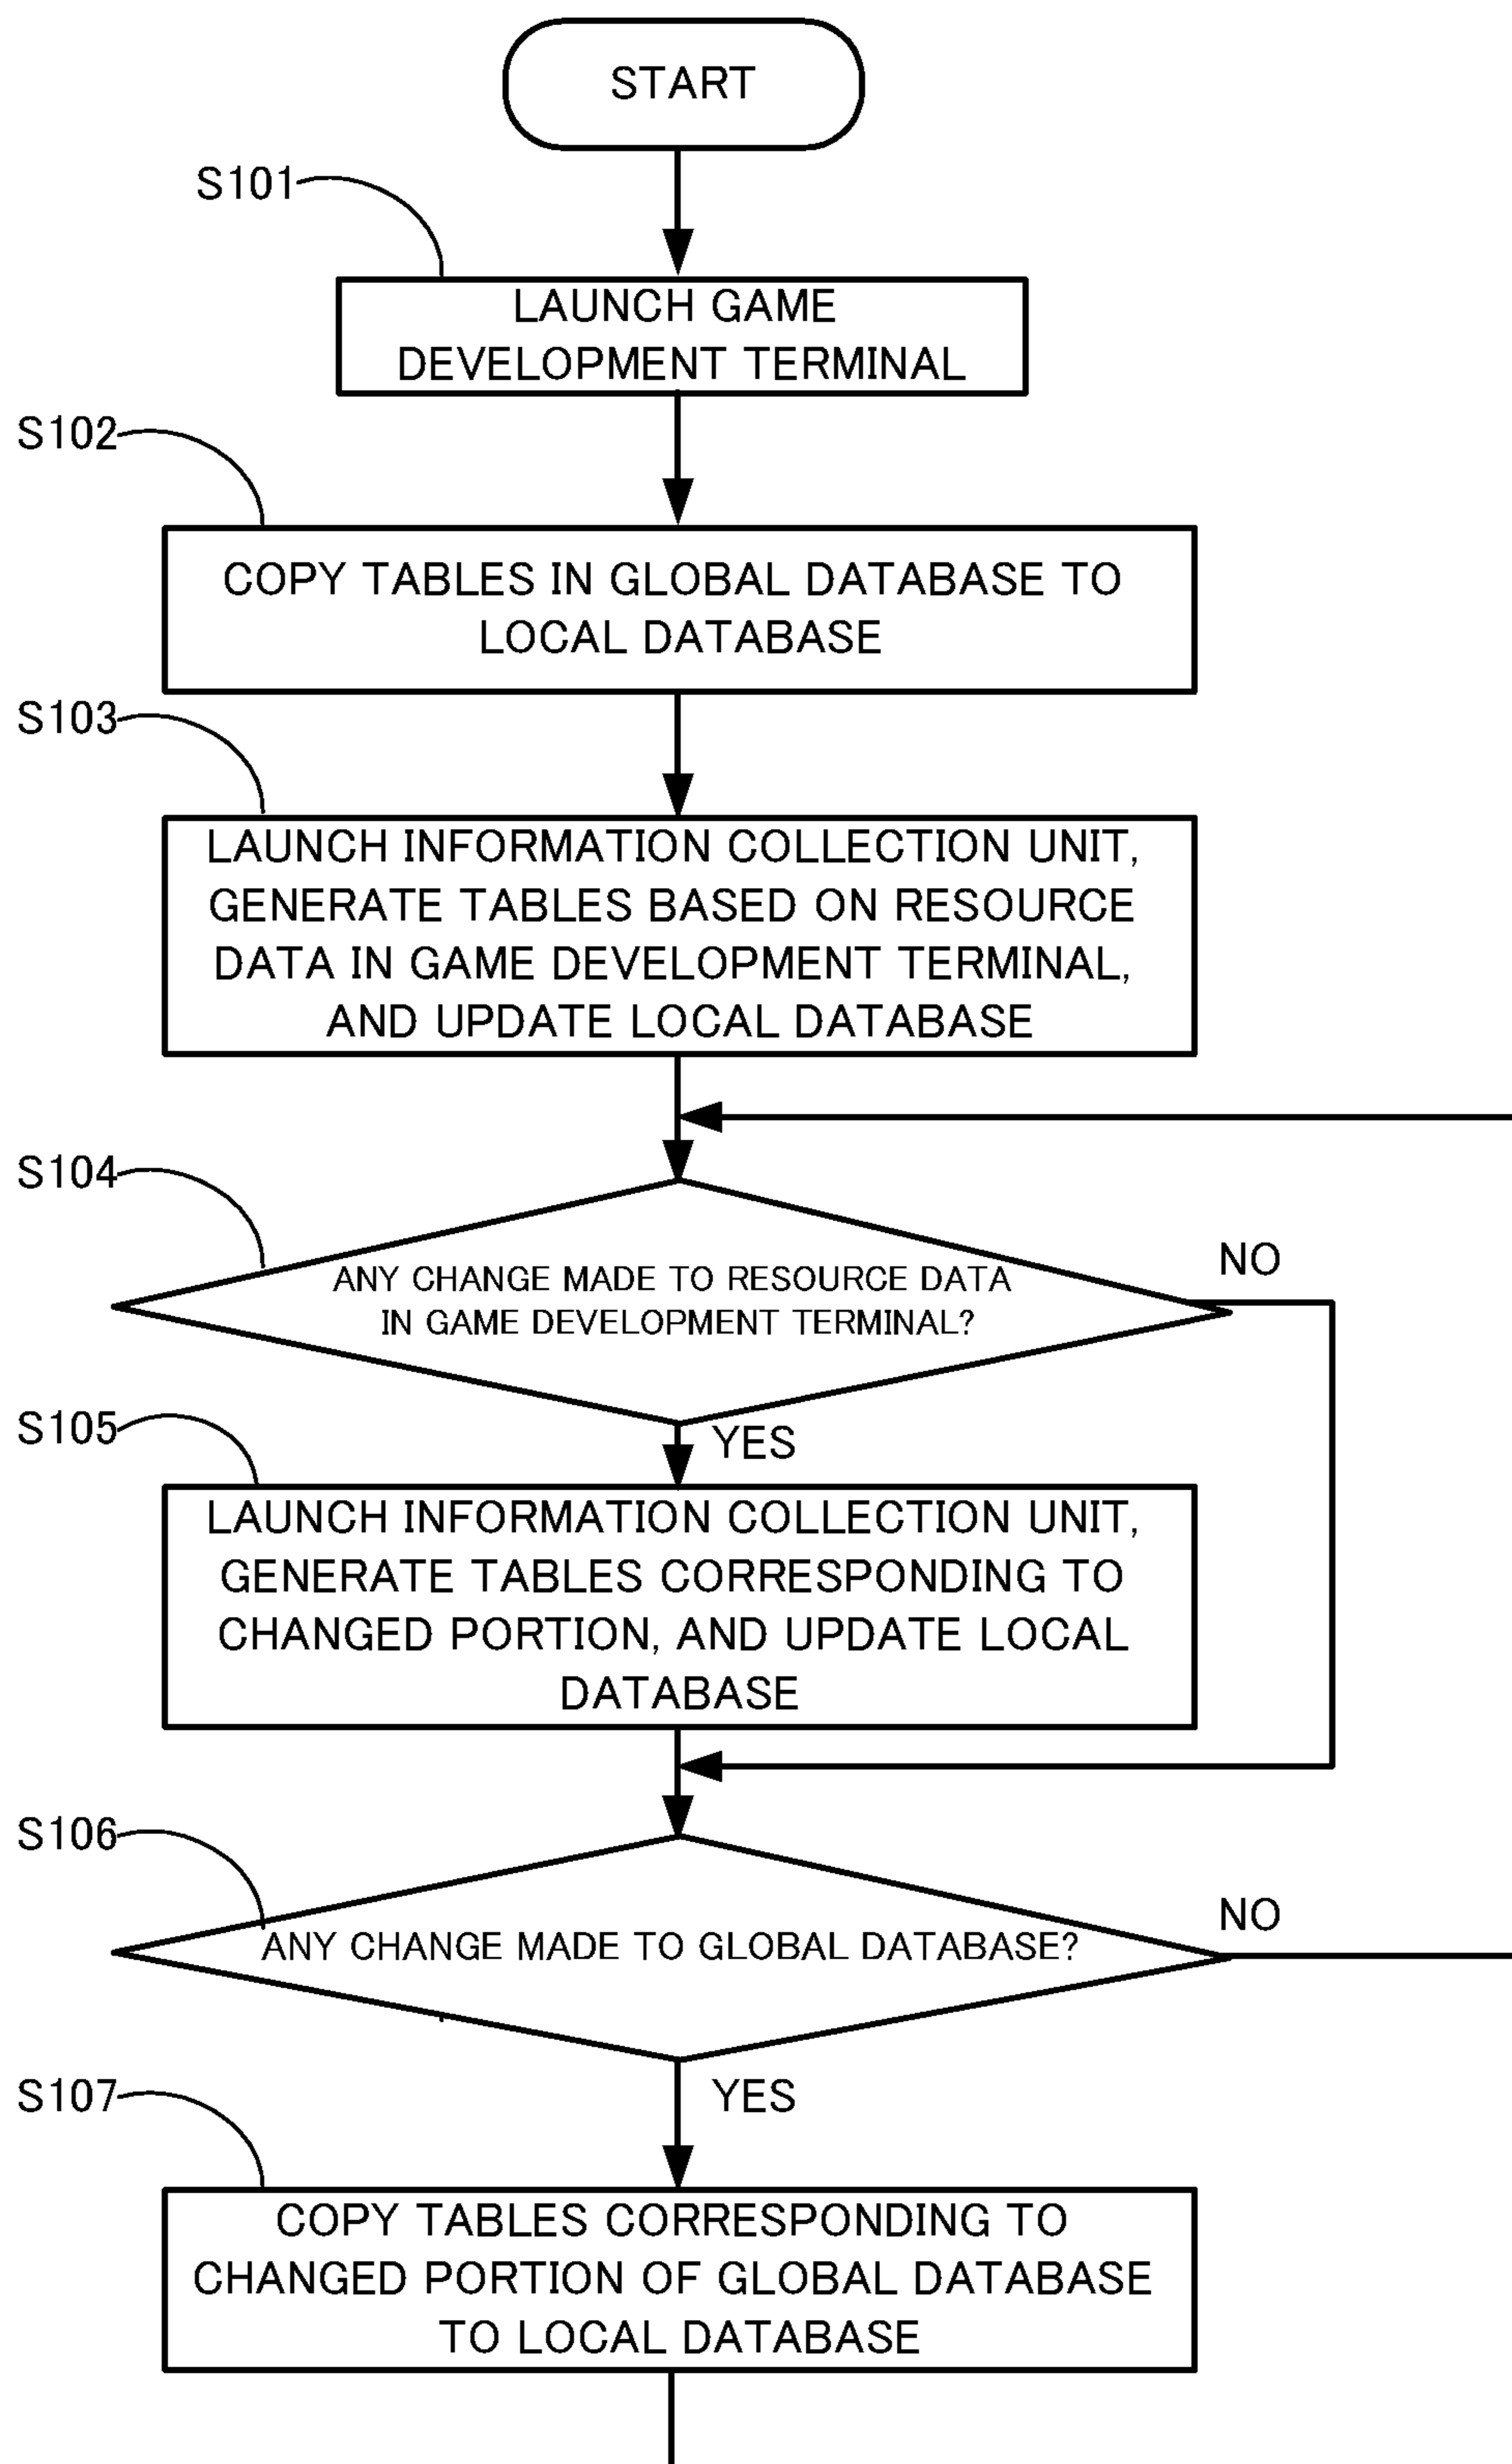 START
S101
LAUNCH GAME
DEVELOPMENT TERMINAL
S102
COPY TABLES IN GLOBAL DATABASE TO
LOCAL DATABASE
S103
LAUNCH INFORMATION COLLECTION UNIT,
GENERATE TABLES BASED ON RESOURCE
DATA IN GAME DEVELOPMENT TERMINAL,
AND UPDATE LOCAL DATABASE
S104
ANY CHANGE MADE TO RESOURCE DATA
IN GAME DEVELOPMENT TERMINAL?
NO
YES
S105
LAUNCH INFORMATION COLLECTION UNIT,
GENERATE TABLES CORRESPONDING TO
CHANGED PORTION, AND UPDATE LOCAL
DATABASE
S106
ANY CHANGE MADE TO GLOBAL DATABASE?
NO
YES
S107
COPY TABLES CORRESPONDING TO
CHANGED PORTION OF GLOBAL DATABASE
TO LOCAL DATABASE